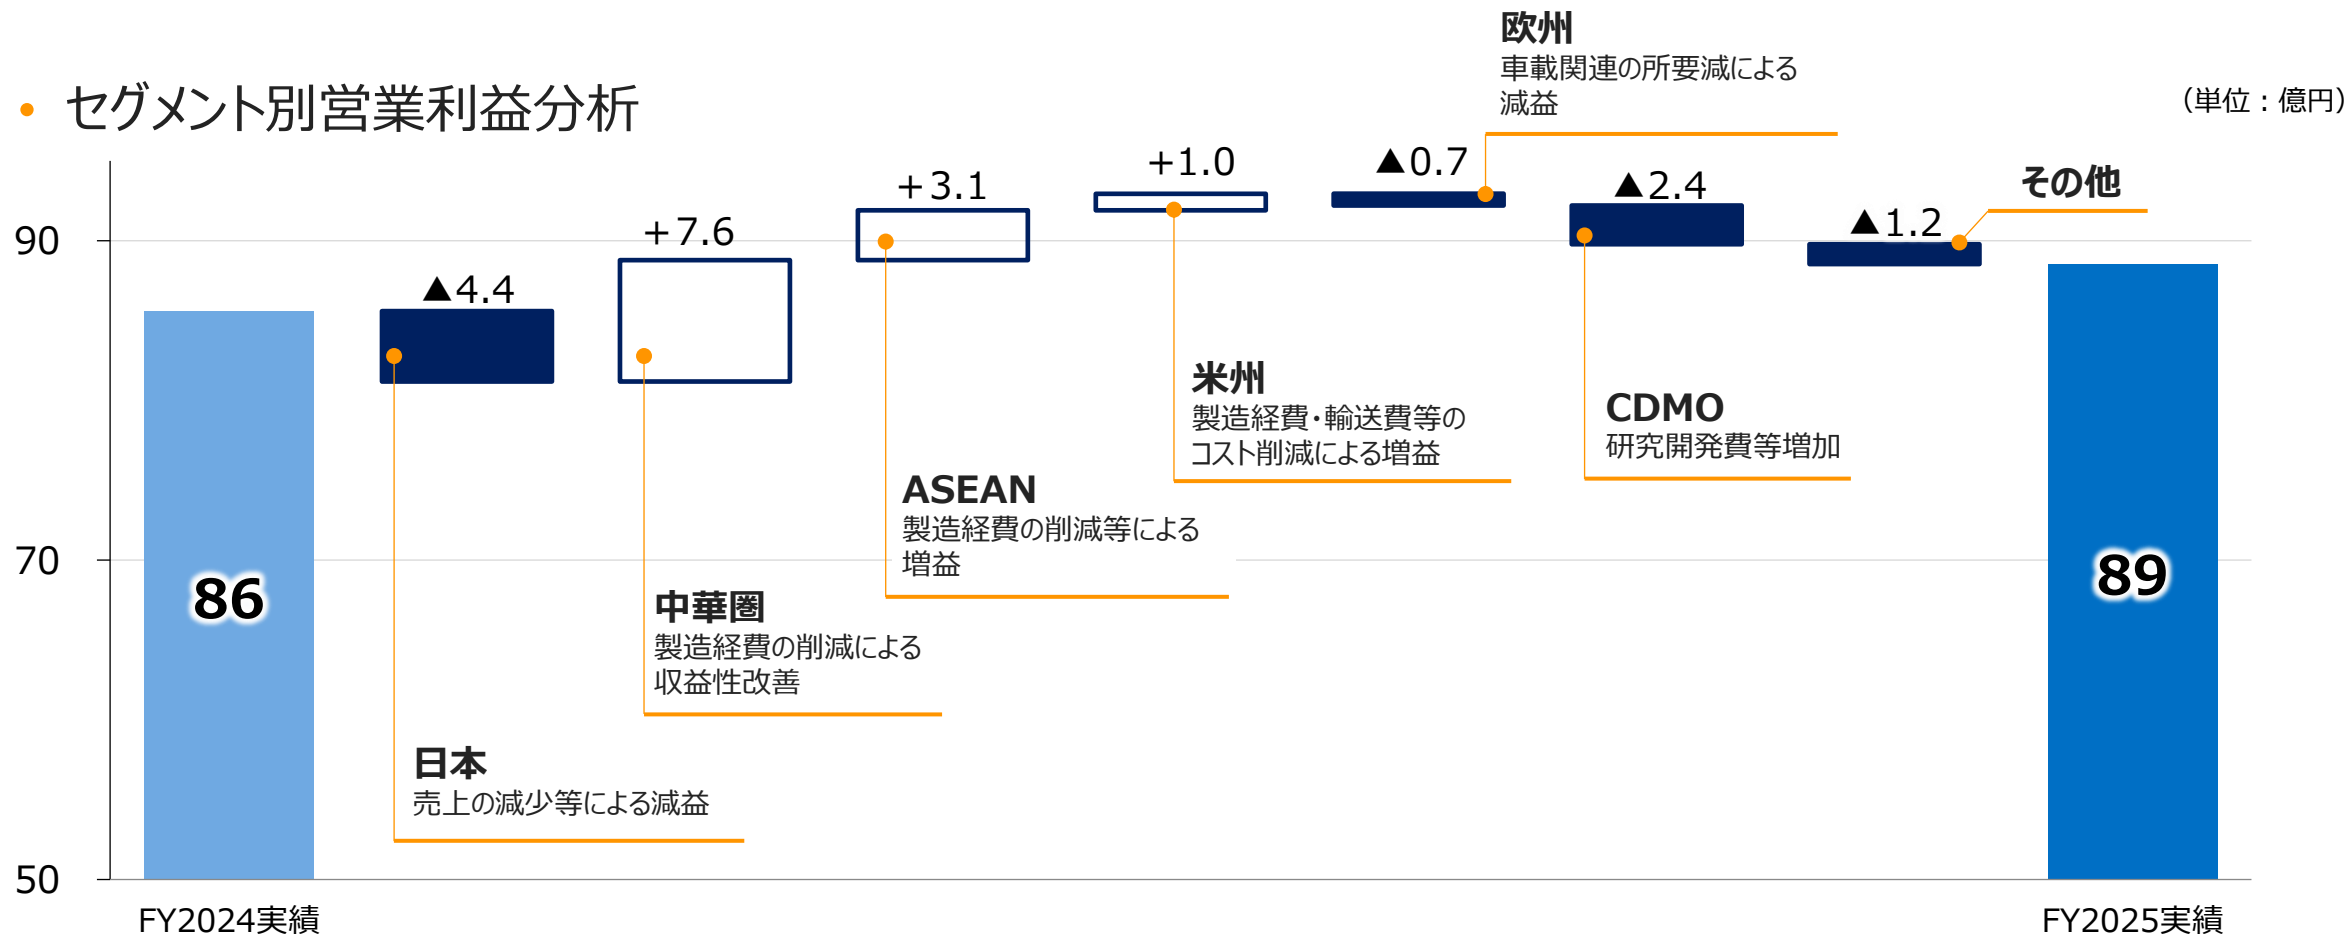 • セグメント別営業利益分析
（単位：億円）
欧州
車載関連の所要減による
減益
90
70
50
▲4.4
＋7.6
＋3.1
+1.0
▲0.7
▲2.4
▲1.2
その他
米州
製造経費・輸送費等の
コスト削減による増益
CDMO
研究開発費等増加
ASEAN
製造経費の削減等による
増益
中華圏
製造経費の削減による
収益性改善
日本
売上の減少等による減益
86
89
FY2024実績
FY2025実績